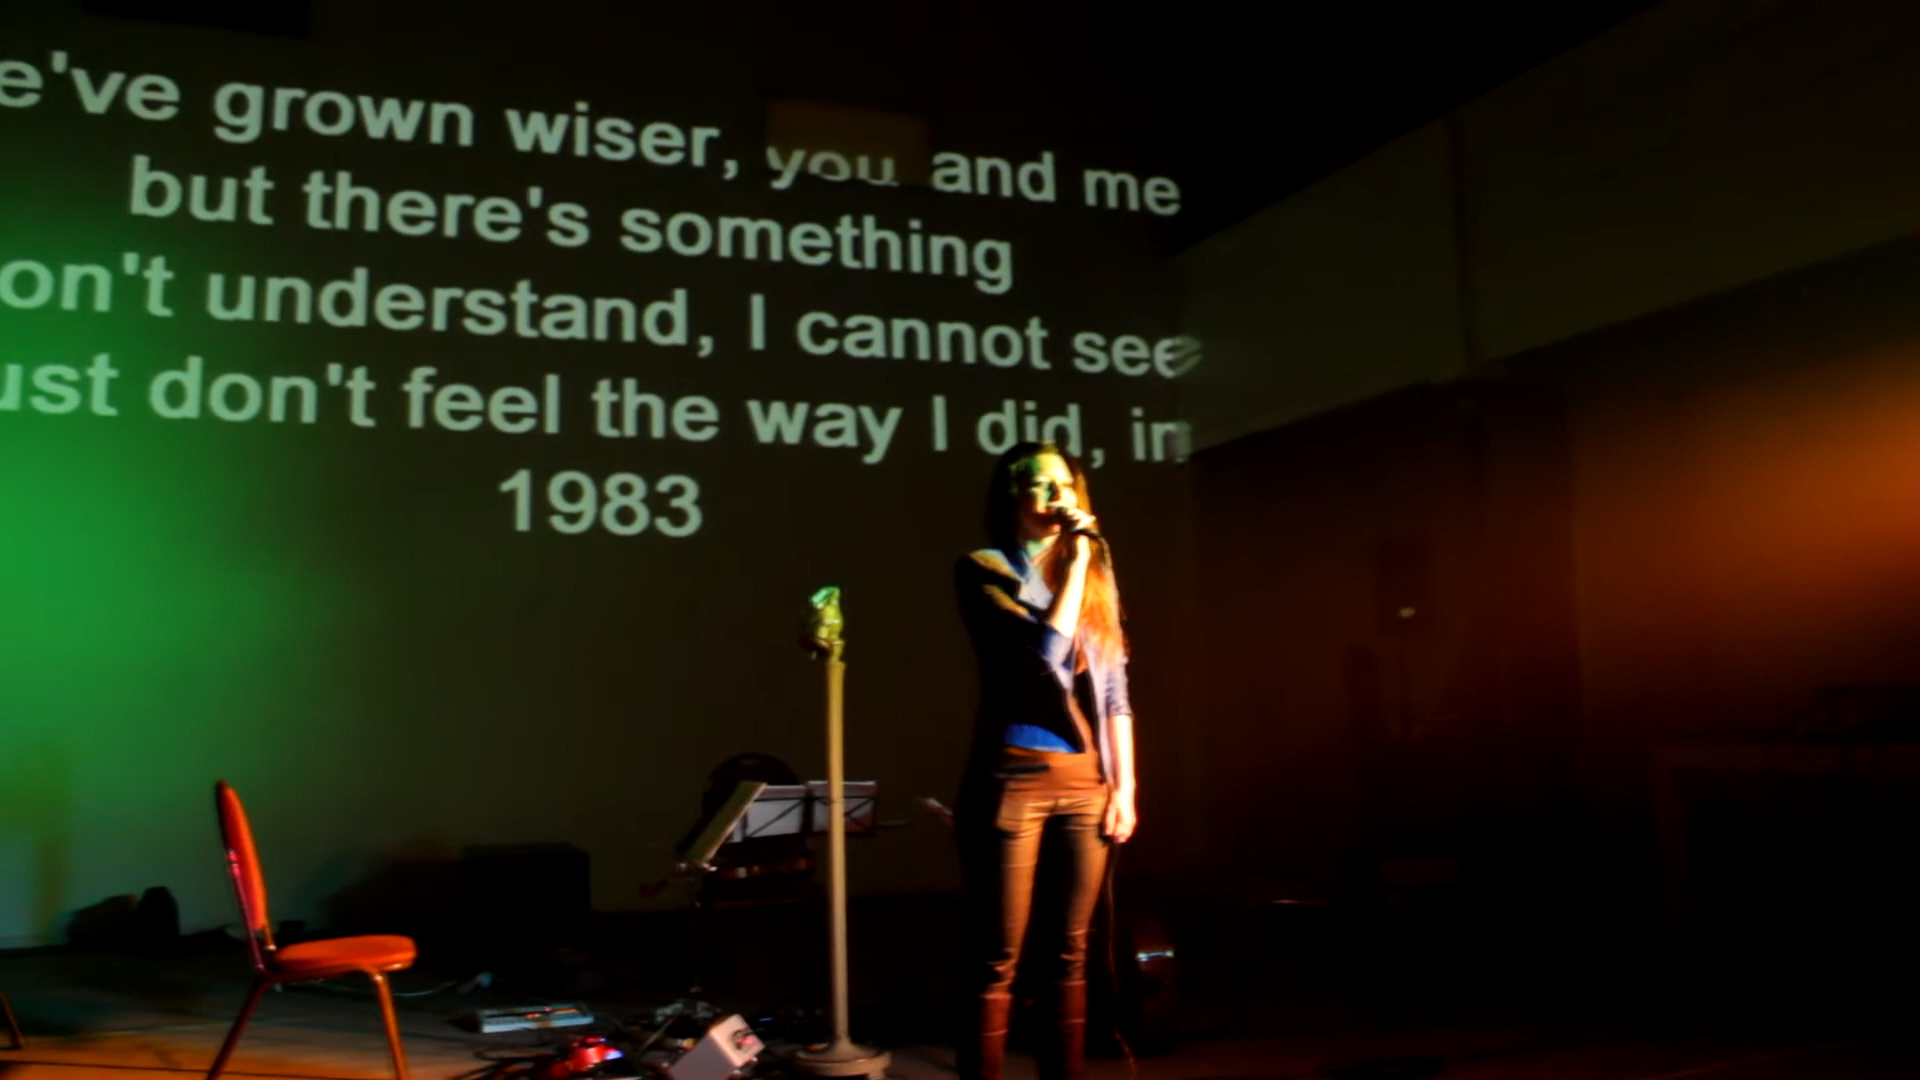 e've grown wiser, you and me
but there's something
on't understand, I cannot see
ust don't feel the way I did, in
1983